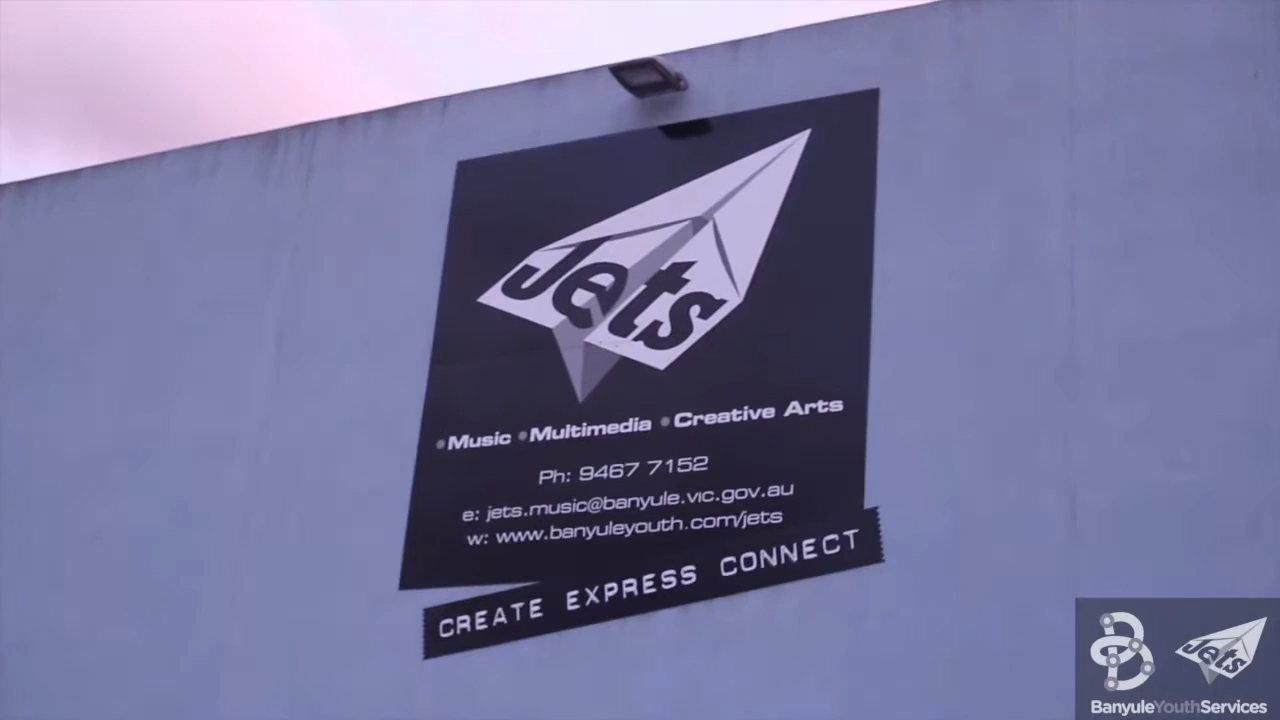 Jets
•Music •Multimedia •Creative Arts
Ph: 9467 7152
e: jets.music@banyule.vic.gov.au
w: www.banyuleyouth.com/jets
CREATE EXPRESS CONNECT
B Jets
BanyuleYouthServices